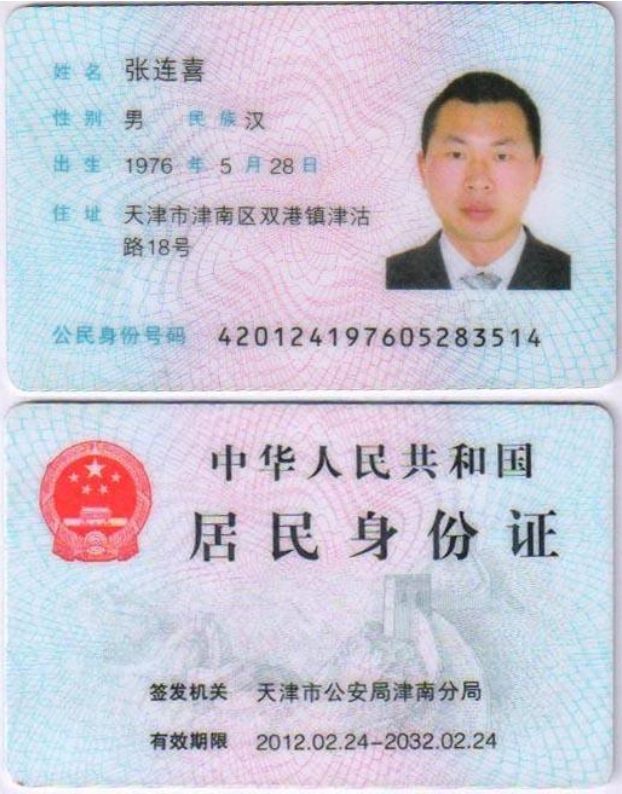 姓名 张连喜
性别 男 民族 汉
出生 1976 年 5 月 28 日
住址 天津市津南区双港镇津沽
路18号
公民身份号码 420124197605283514
中华人民共和国
居民身份证
签发机关 天津市公安局津南分局
有效期限 2012.02.24-2032.02.24